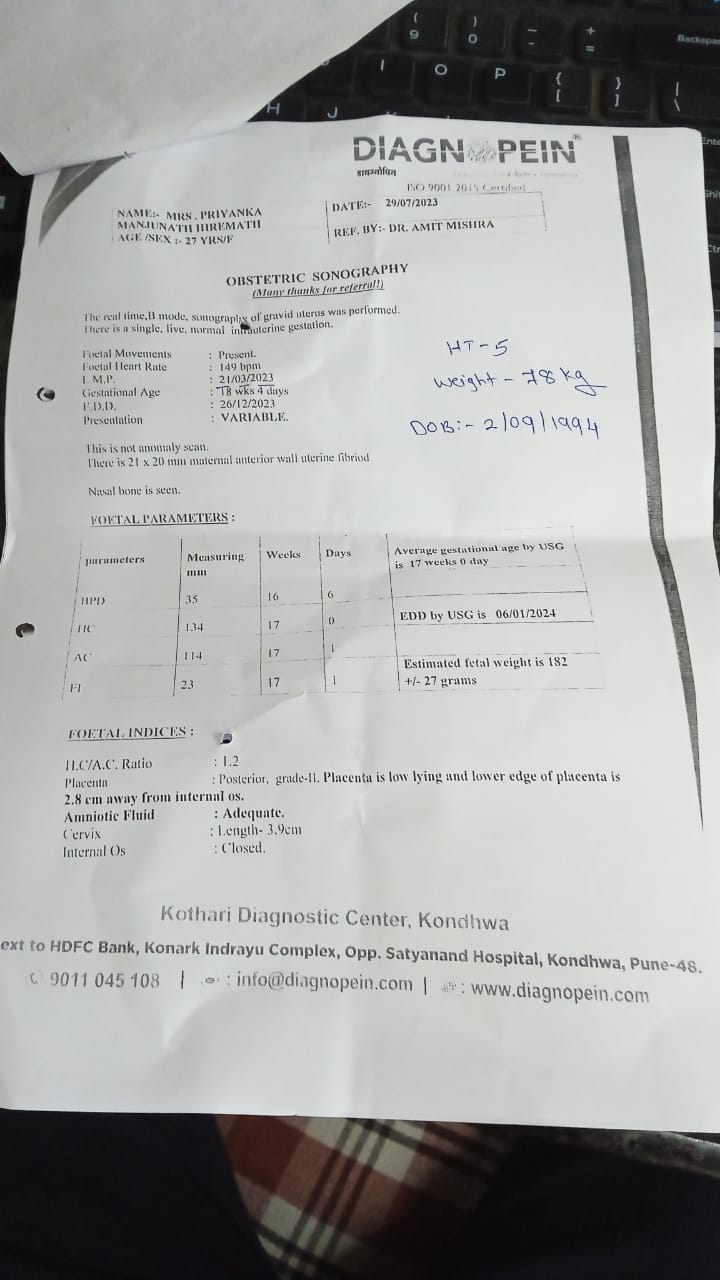 DIAGNOPEIN®
डायग्नोपिन
ISO 9001 2015 Certified
NAME:- MRS. PRIYANKA
MANJUNATH HIREMATH
AGE /SEX :- 27 YRS/F
DATE:- 29/07/2023
REF. BY:- DR. AMIT MISHRA
OBSTETRIC SONOGRAPHY
(Many thanks for referral!)
The real time,B mode, sonography of gravid uterus was performed.
There is a single, live, normal intrauterine gestation.
Foetal Movements : Present.
Foetal Heart Rate : 149 bpm
L.M.P. : 21/03/2023
Gestational Age : 18 wks 4 days
E.D.D. : 26/12/2023
Presentation : VARIABLE.
HT-5
Weight - 78 kg
DOB:- 2/09/1994
This is not anomaly scan.
There is 21 x 20 mm maternal anterior wall uterine fibriod
Nasal bone is seen.
FOETAL PARAMETERS :
parameters Measuring mm Weeks Days Average gestational age by USG is 17 weeks 0 day
BPD 35 16 6
HC 134 17 0 EDD by USG is 06/01/2024
AC 114 17 1
FL 23 17 1 Estimated fetal weight is 182 +/- 27 grams
FOETAL INDICES :
H.C/A.C. Ratio : 1.2
Placenta : Posterior, grade-II. Placenta is low lying and lower edge of placenta is
2.8 cm away from internal os.
Amniotic Fluid : Adequate.
Cervix : Length- 3.9cm
Internal Os : Closed.
Kothari Diagnostic Center, Kondhwa
ext to HDFC Bank, Konark Indrayu Complex, Opp. Satyanand Hospital, Kondhwa, Pune-48.
9011 045 108 | : info@diagnopein.com | : www.diagnopein.com